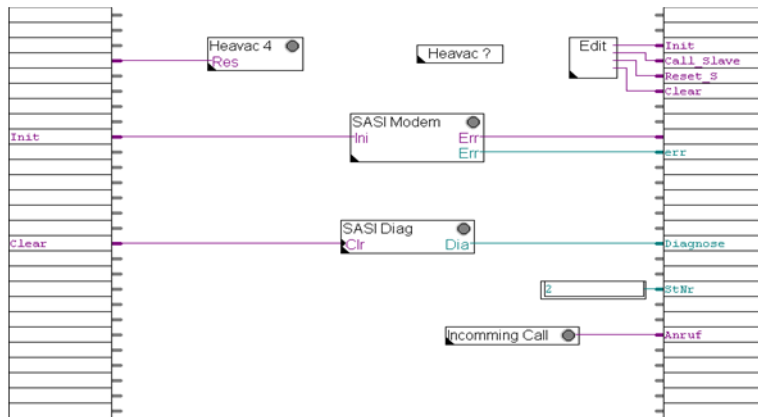 Heavac 4
Res
Heavac ?
Edit
Init
Call_Slave
Reset_S
Clear
SASI Modem
Init
Ini
Err
Err
err
SASI Diag
Clear
Clr
Dia
Diagnose
2
StNr
Incomming Call
Anruf